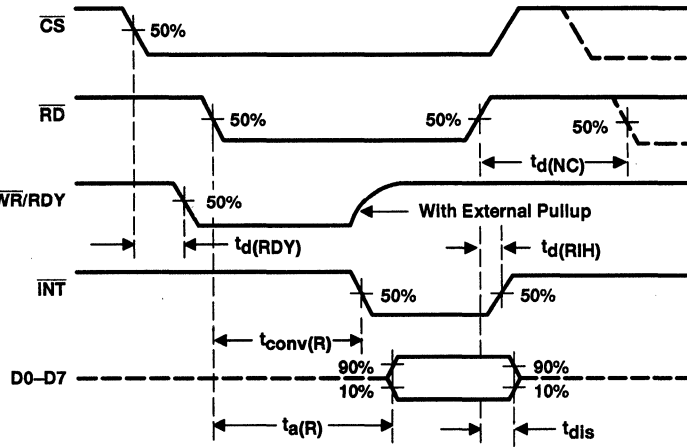 CS
50%
RD
50%
50%
50%
td(NC)
WR/RDY
50%
With External Pullup
td(RDY)
td(RIH)
INT
50%
50%
tconv(R)
D0–D7
90%
10%
90%
10%
ta(R)
tdis